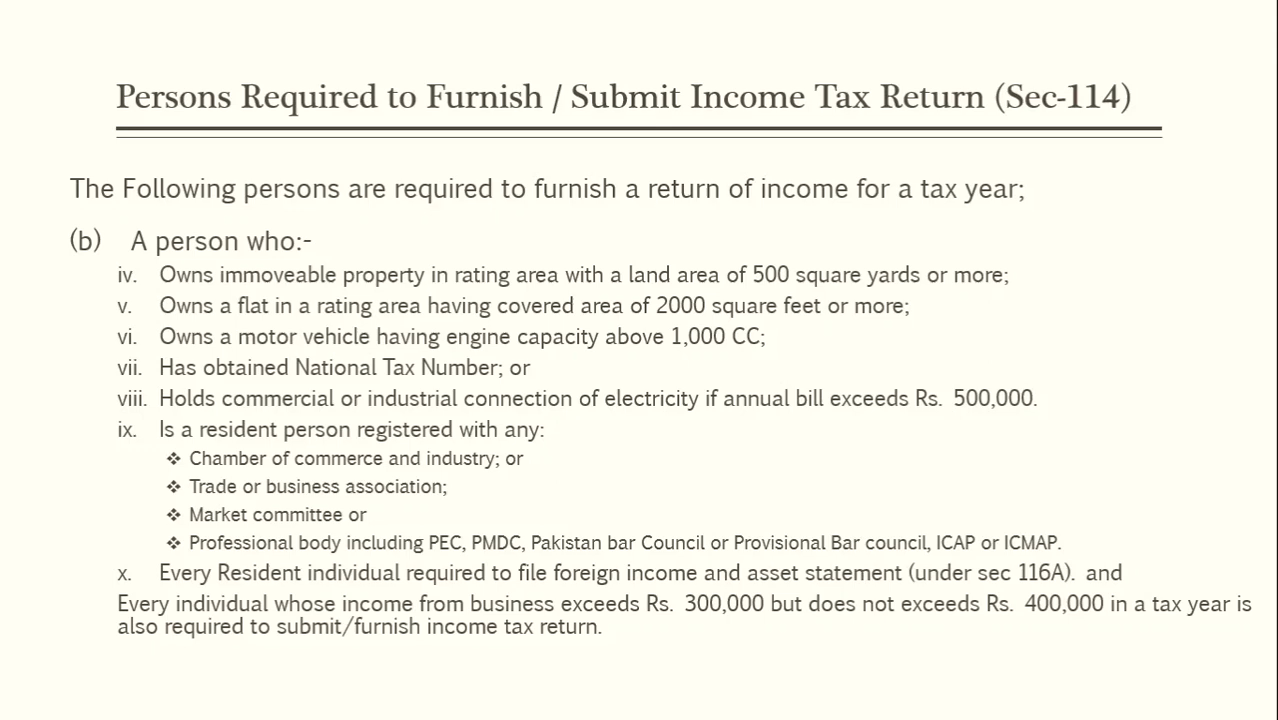 Persons Required to Furnish / Submit Income Tax Return (Sec-114)
The Following persons are required to furnish a return of income for a tax year;
(b) A person who:-
iv. Owns immoveable property in rating area with a land area of 500 square yards or more;
v. Owns a flat in a rating area having covered area of 2000 square feet or more;
vi. Owns a motor vehicle having engine capacity above 1,000 CC;
vii. Has obtained National Tax Number; or
viii. Holds commercial or industrial connection of electricity if annual bill exceeds Rs. 500,000.
ix. Is a resident person registered with any:
❖ Chamber of commerce and industry; or
❖ Trade or business association;
❖ Market committee or
❖ Professional body including PEC, PMDC, Pakistan bar Council or Provisional Bar council, ICAP or ICMAP.
x. Every Resident individual required to file foreign income and asset statement (under sec 116A). and
Every individual whose income from business exceeds Rs. 300,000 but does not exceeds Rs. 400,000 in a tax year is
also required to submit/furnish income tax return.